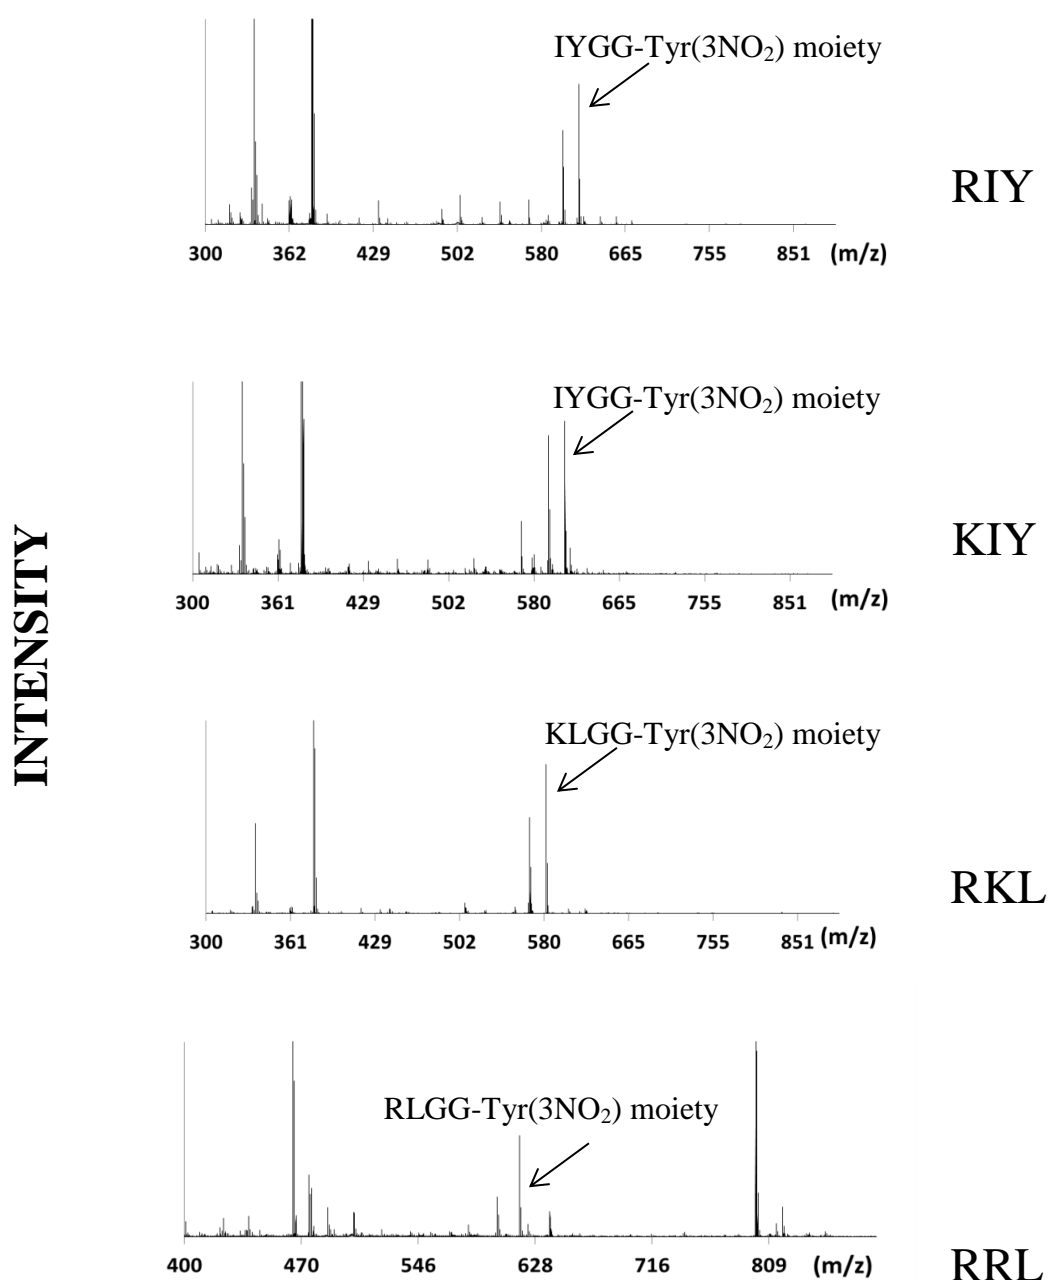 IYGG-Tyr(3NO₂) moiety
RIY
300 362 429 502 580 665 755 851 (m/z)
IYGG-Tyr(3NO₂) moiety
KIY
300 361 429 502 580 665 755 851 (m/z)
INTENSITY
KLGG-Tyr(3NO₂) moiety
RKL
300 361 429 502 580 665 755 851 (m/z)
RLGG-Tyr(3NO₂) moiety
400 470 546 628 716 809 (m/z)
RRL